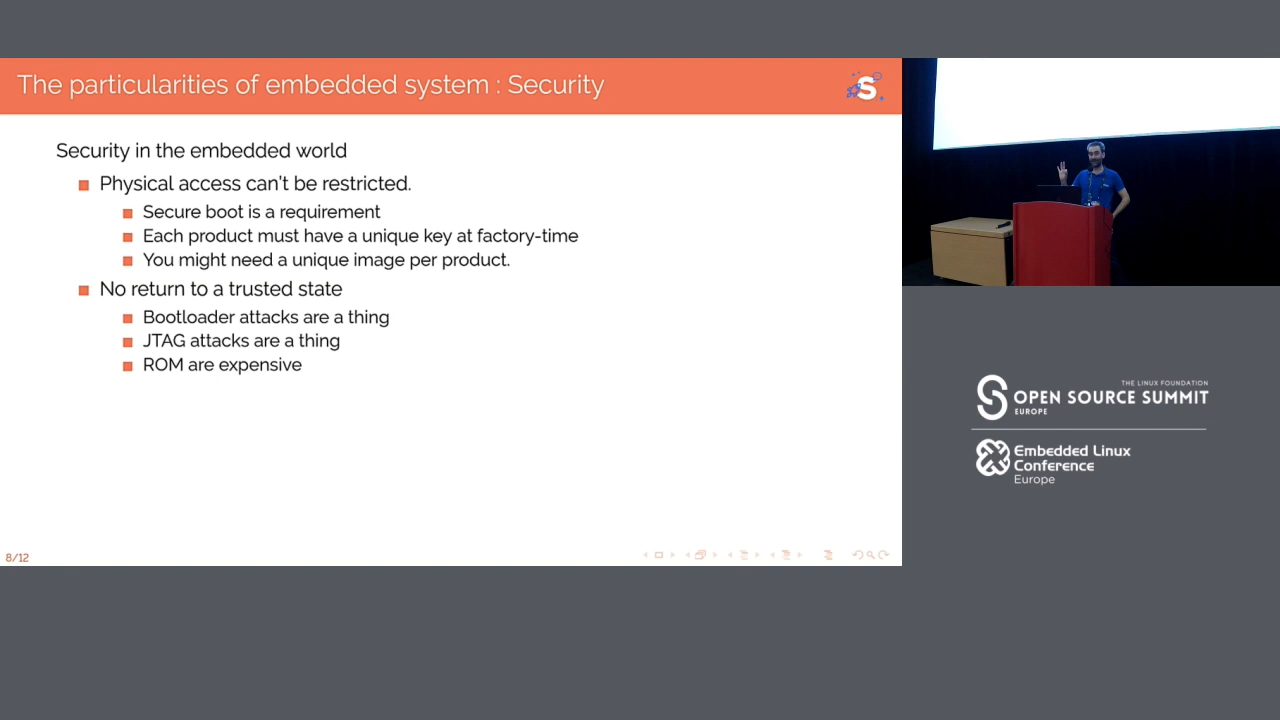 The particularities of embedded system : Security
S
Security in the embedded world
Physical access can't be restricted.
Secure boot is a requirement
Each product must have a unique key at factory-time
You might need a unique image per product.
No return to a trusted state
Bootloader attacks are a thing
JTAG attacks are a thing
ROM are expensive
8/12
THE LINUX FOUNDATION
OPEN SOURCE SUMMIT
EUROPE
Embedded Linux
Conference
Europe